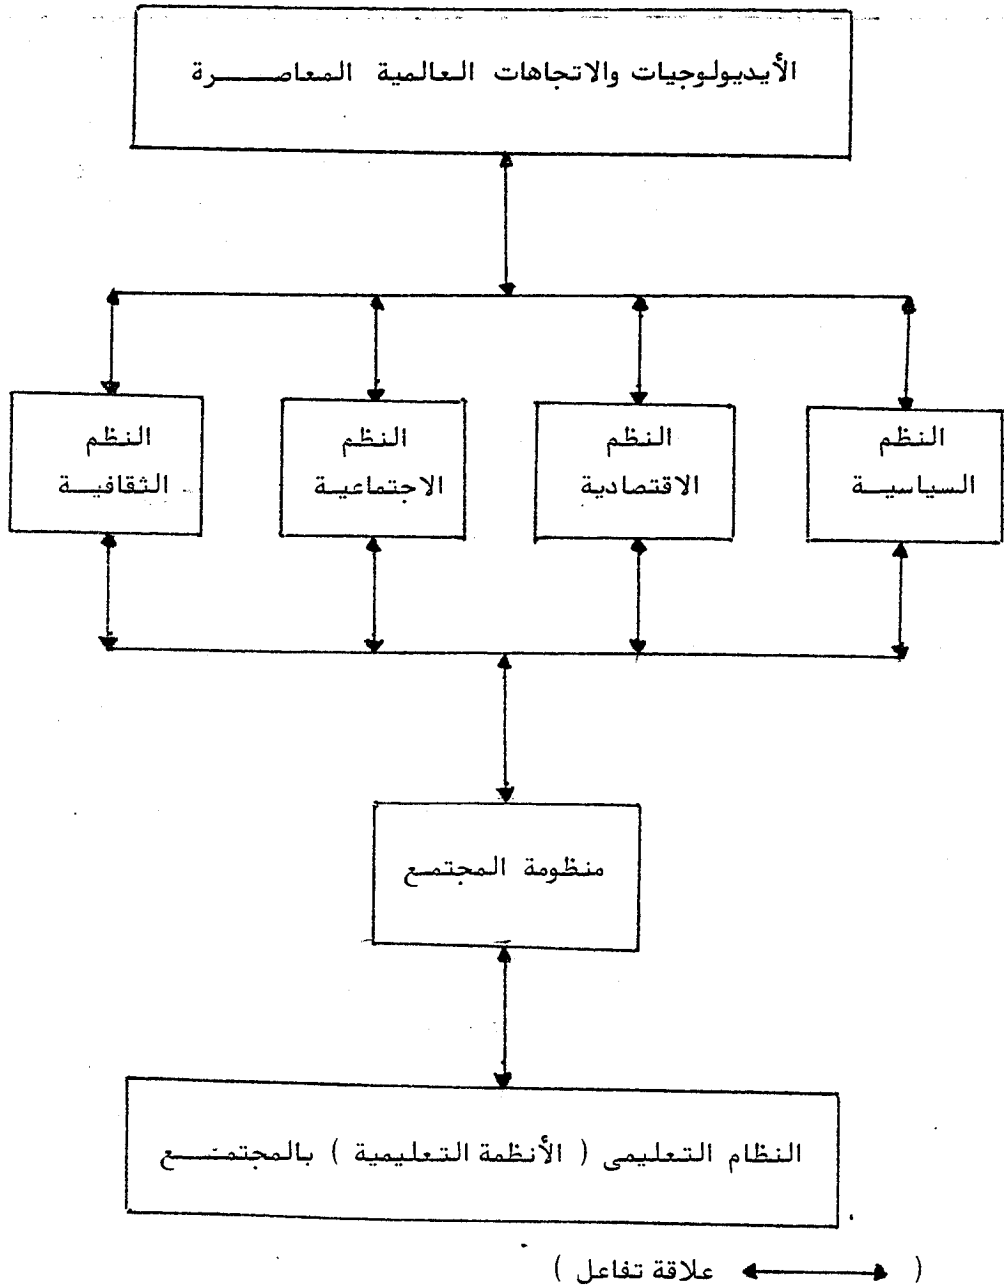 الأيديولوجيات والاتجاهات العالمية المعاصرة
النظم
السياسية
النظم
الاقتصادية
النظم
الاجتماعية
النظم
الثقافية
منظومة المجتمع
النظام التعليمى ( الأنظمة التعليمية ) بالمجتمع
( ⟷ علاقة تفاعل )